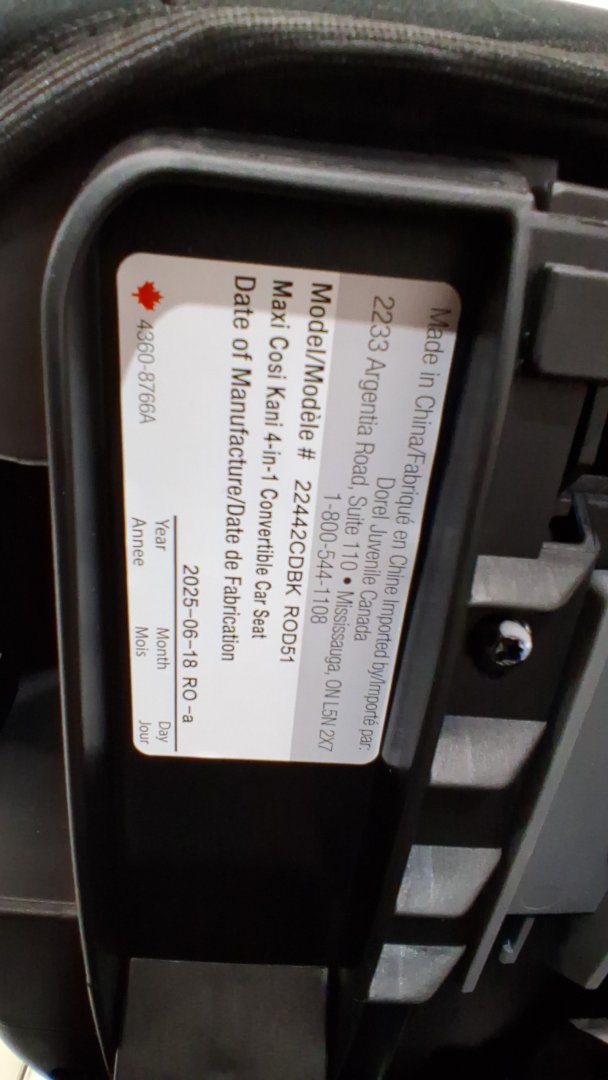 Made in China/Fabriqué en Chine Imported by/Importé par:
Dorel Juvenile Canada
2233 Argentia Road, Suite 110 • Mississauga, ON L5N 2X7
1-800-544-1108
Model/Modèle # 22442CDBK ROD51
Maxi Cosi Kani 4-in-1 Convertible Car Seat
Date of Manufacture/Date de Fabrication
2025-06-18 RO-a
Year Month Day
Annee Mois Jour
4360-8766A